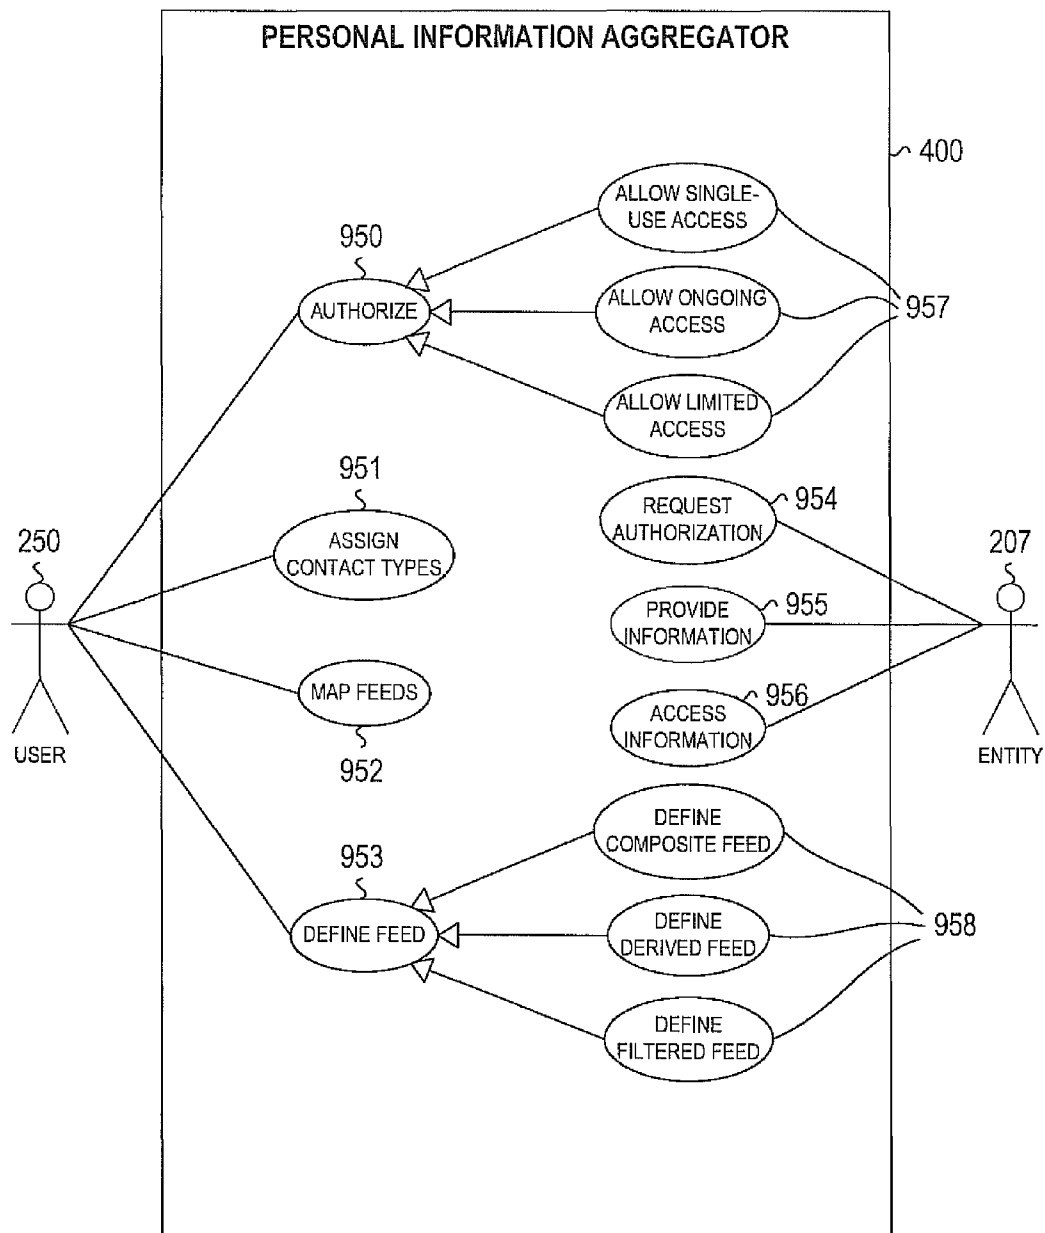 PERSONAL INFORMATION AGGREGATOR
400
ALLOW SINGLE-
USE ACCESS
950
AUTHORIZE
ALLOW ONGOING
ACCESS
957
ALLOW LIMITED
ACCESS
951
ASSIGN
CONTACT TYPES
REQUEST
AUTHORIZATION
954
250
207
PROVIDE
INFORMATION
955
MAP FEEDS
952
ACCESS
INFORMATION
956
USER
ENTITY
DEFINE
COMPOSITE FEED
953
DEFINE FEED
DEFINE
DERIVED FEED
958
DEFINE
FILTERED FEED